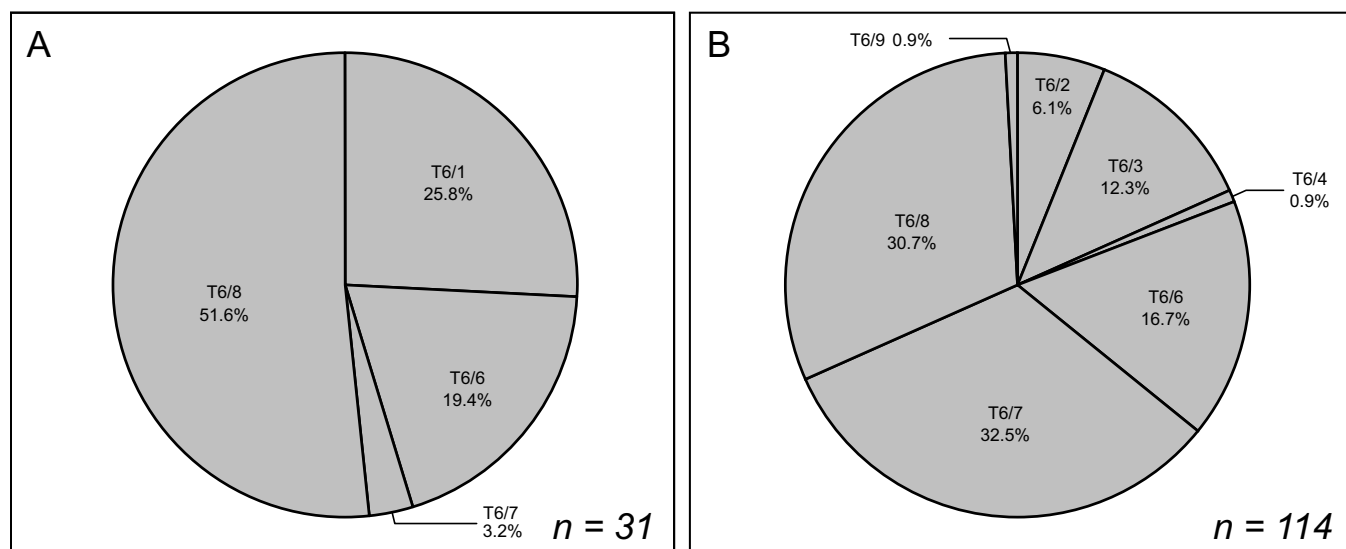 A
T6/1
25.8%
T6/8
51.6%
T6/6
19.4%
T6/7
3.2%
n = 31
B
T6/9 0.9%
T6/2
6.1%
T6/3
12.3%
T6/4
0.9%
T6/8
30.7%
T6/6
16.7%
T6/7
32.5%
n = 114